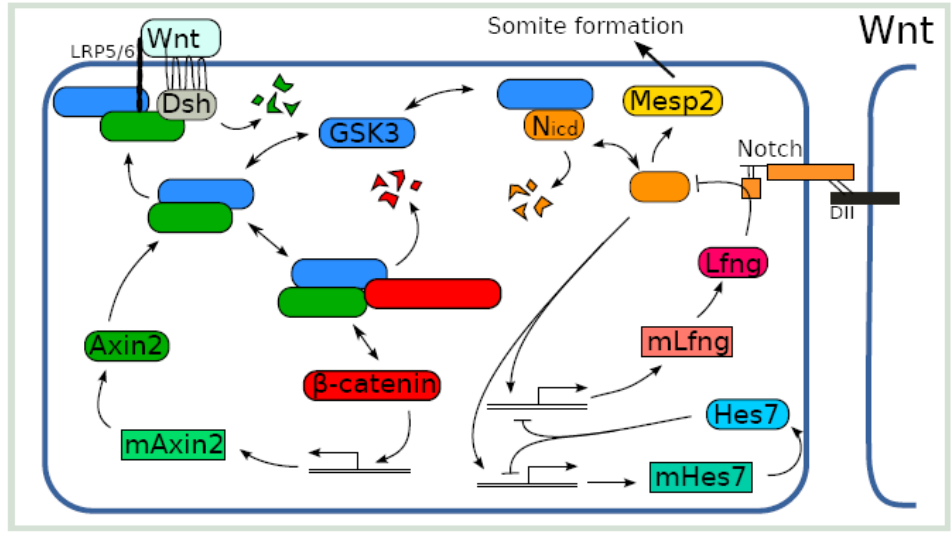 Somite formation
Wnt
Wnt
LRP5/6
Dsh
GSK3
Nicd
Mesp2
Notch
Dll
Lfng
Axin2
mLfng
β-catenin
Hes7
mAxin2
mHes7